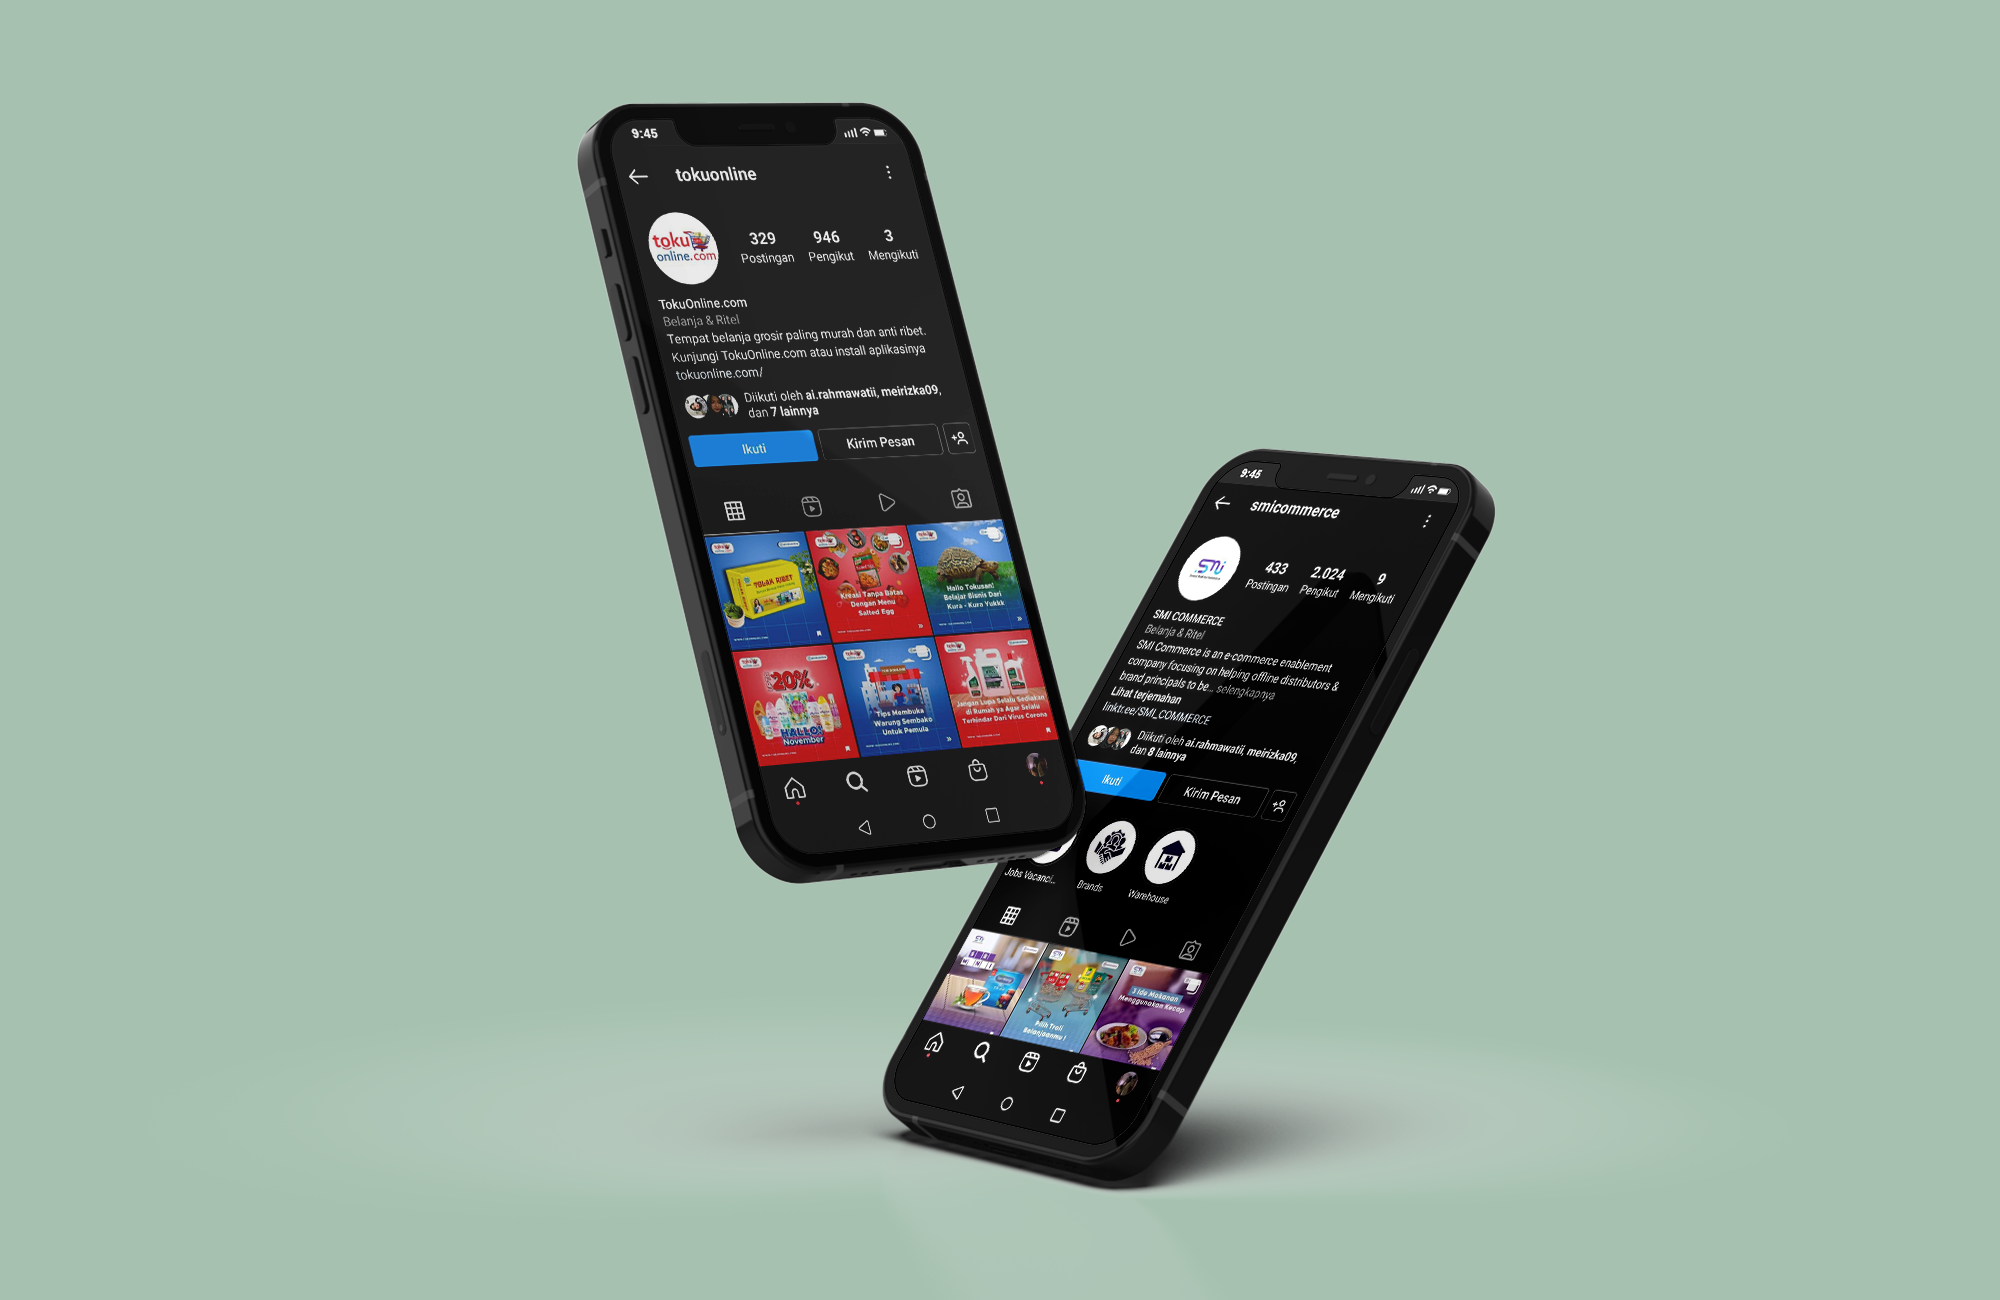 9:45
tokuonline
toku
online.com
329
946
3
Postingan
Pengikut
Mengikuti
TokuOnline.com
Belanja & Ritel
Tempat belanja grosir paling murah dan anti ribet.
Kunjungi TokuOnline.com atau install aplikasinya
tokuonline.com/
Diikuti oleh ai.rahmawatii, meirizka09,
dan 7 lainnya
Ikuti
Kirim Pesan
TOLAK RIBET
Kreasi Tanpa Batas
Dengan Menu
Salted Egg
Hallo Tokusan!
Belajar Bisnis Dari
Kura - Kura Yukkk
20%
HALLO!
November
Tips Membuka
Warung Sembako
Untuk Pemula
Jangan Lupa Selalu Sediakan
di Rumah ya Agar Selalu
Terhindar Dari Virus Corona
9:45
smicommerce
SMI
433
2.024
9
Postingan
Pengikut
Mengikuti
SMI COMMERCE
Belanja & Ritel
SMI Commerce is an e-commerce enablement
company focusing on helping offline distributors &
brand principals to be... selengkapnya
Lihat terjemahan
linktr.ee/SMI_COMMERCE
Diikuti oleh ai.rahmawatii, meirizka09,
dan 8 lainnya
Ikuti
Kirim Pesan
Jobs Vacanci...
Brands
Warehouse
Pilih Troli
Belanjaanmu !
3 Ide Makanan
Menggunakan Kecap